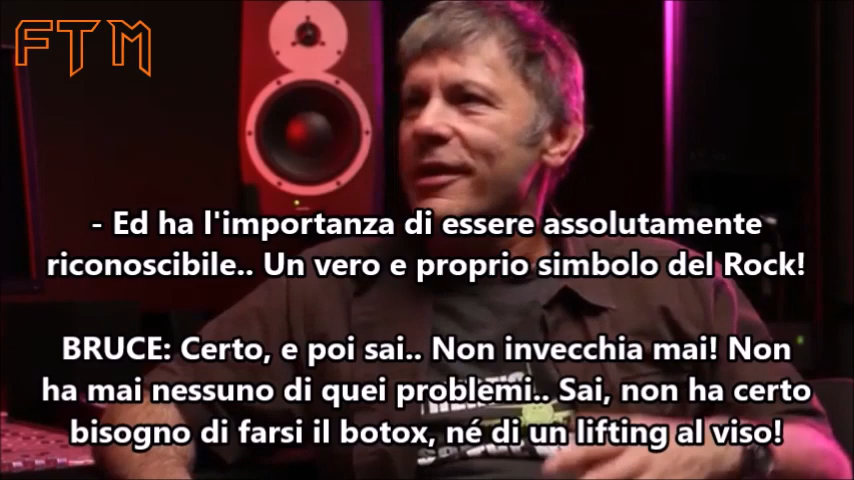 FTM
- Ed ha l'importanza di essere assolutamente
riconoscibile.. Un vero e proprio simbolo del Rock!
BRUCE: Certo, e poi sai.. Non invecchia mai! Non
ha mai nessuno di quei problemi.. Sai, non ha certo
bisogno di farsi il botox, né di un lifting al viso!